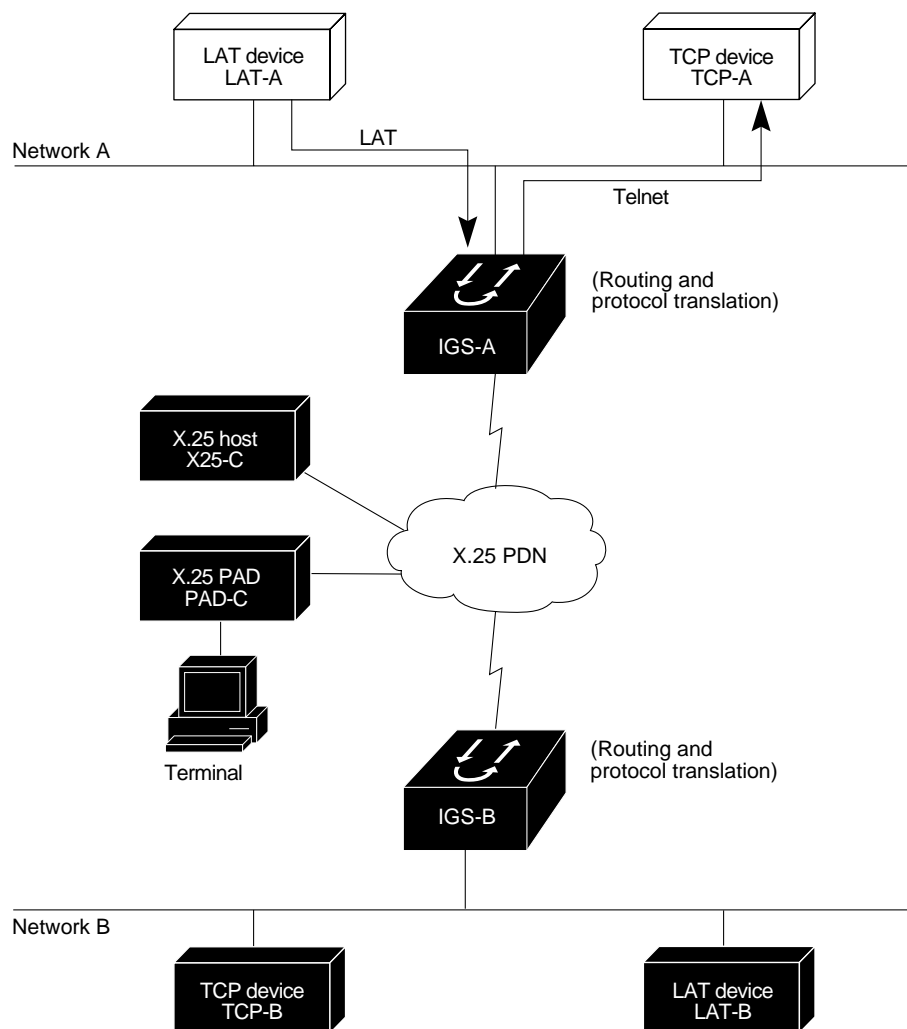 LAT device
LAT-A
TCP device
TCP-A
LAT
Network A
Telnet
(Routing and
protocol translation)
IGS-A
X.25 host
X25-C
X.25 PDN
X.25 PAD
PAD-C
Terminal
(Routing and
protocol translation)
IGS-B
Network B
TCP device
TCP-B
LAT device
LAT-B